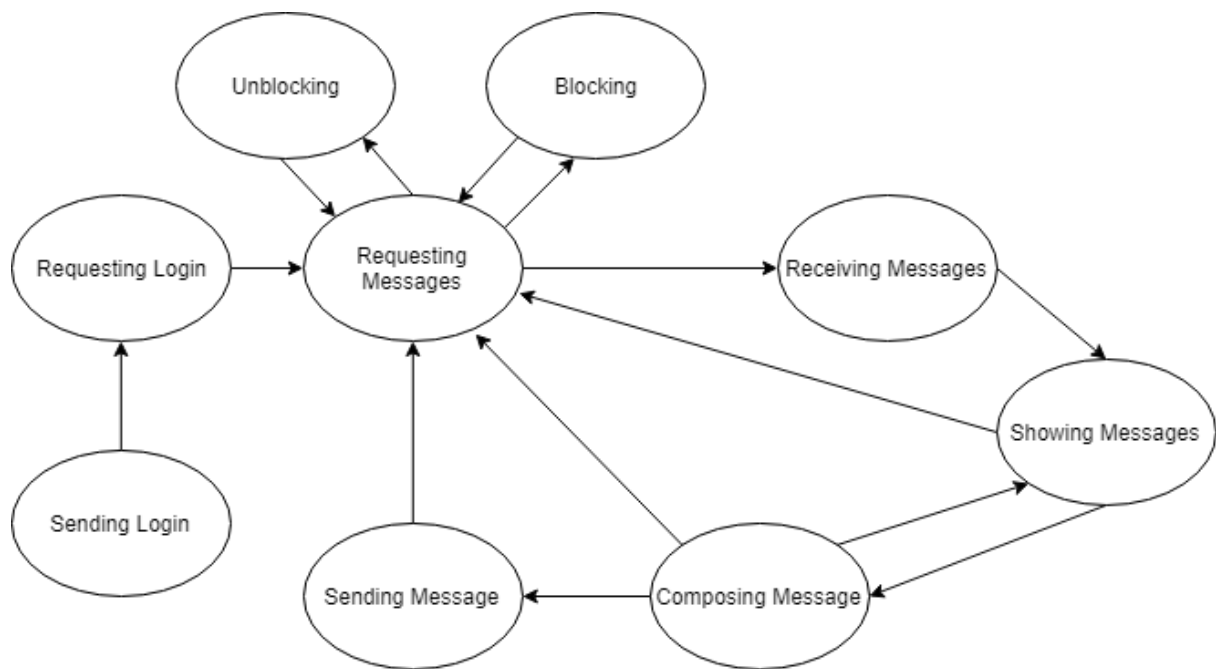 Unblocking
Blocking
Requesting Login
Requesting
Messages
Receiving Messages
Showing Messages
Sending Login
Sending Message
Composing Message